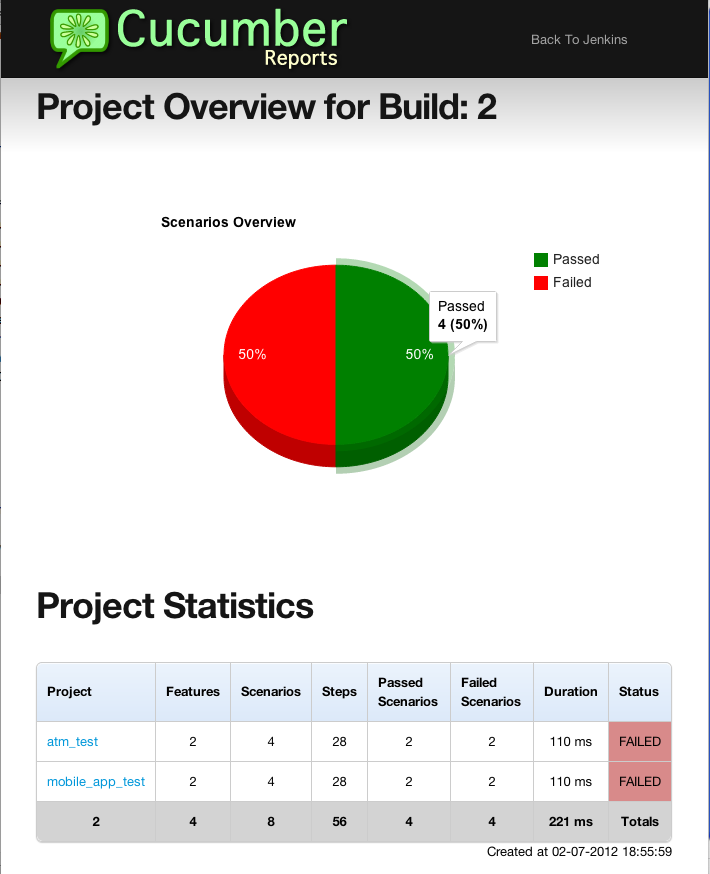 Cucumber
Reports
Back To Jenkins
Project Overview for Build: 2
Scenarios Overview
Passed
Failed
Passed
4 (50%)
50%
50%
Project Statistics
Project Features Scenarios Steps Passed Scenarios Failed Scenarios Duration Status
atm_test 2 4 28 2 2 110 ms FAILED
mobile_app_test 2 4 28 2 2 110 ms FAILED
2 4 8 56 4 4 221 ms Totals
Created at 02-07-2012 18:55:59